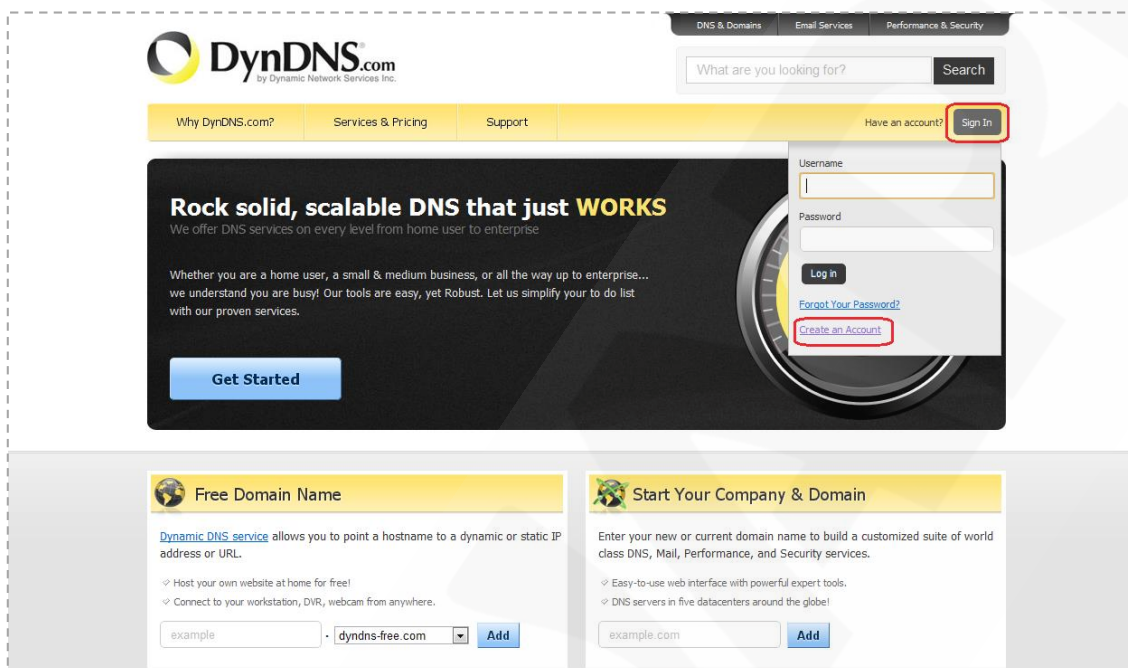 DNS & Domains
Email Services
Performance & Security
DynDNS.com
by Dynamic Network Services Inc.
What are you looking for?
Search
Why DynDNS.com?
Services & Pricing
Support
Have an account?
Sign In
Username
Password
Log in
Forgot Your Password?
Create an Account
Rock solid, scalable DNS that just WORKS
We offer DNS services on every level from home user to enterprise
Whether you are a home user, a small & medium business, or all the way up to enterprise...
we understand you are busy! Our tools are easy, yet Robust. Let us simplify your to do list
with our proven services.
Get Started
Free Domain Name
Dynamic DNS service allows you to point a hostname to a dynamic or static IP
address or URL.
Host your own website at home for free!
Connect to your workstation, DVR, webcam from anywhere.
example
. dyndns-free.com
Add
Start Your Company & Domain
Enter your new or current domain name to build a customized suite of world
class DNS, Mail, Performance, and Security services.
Easy-to-use web interface with powerful expert tools.
DNS servers in five datacenters around the globe!
example.com
Add